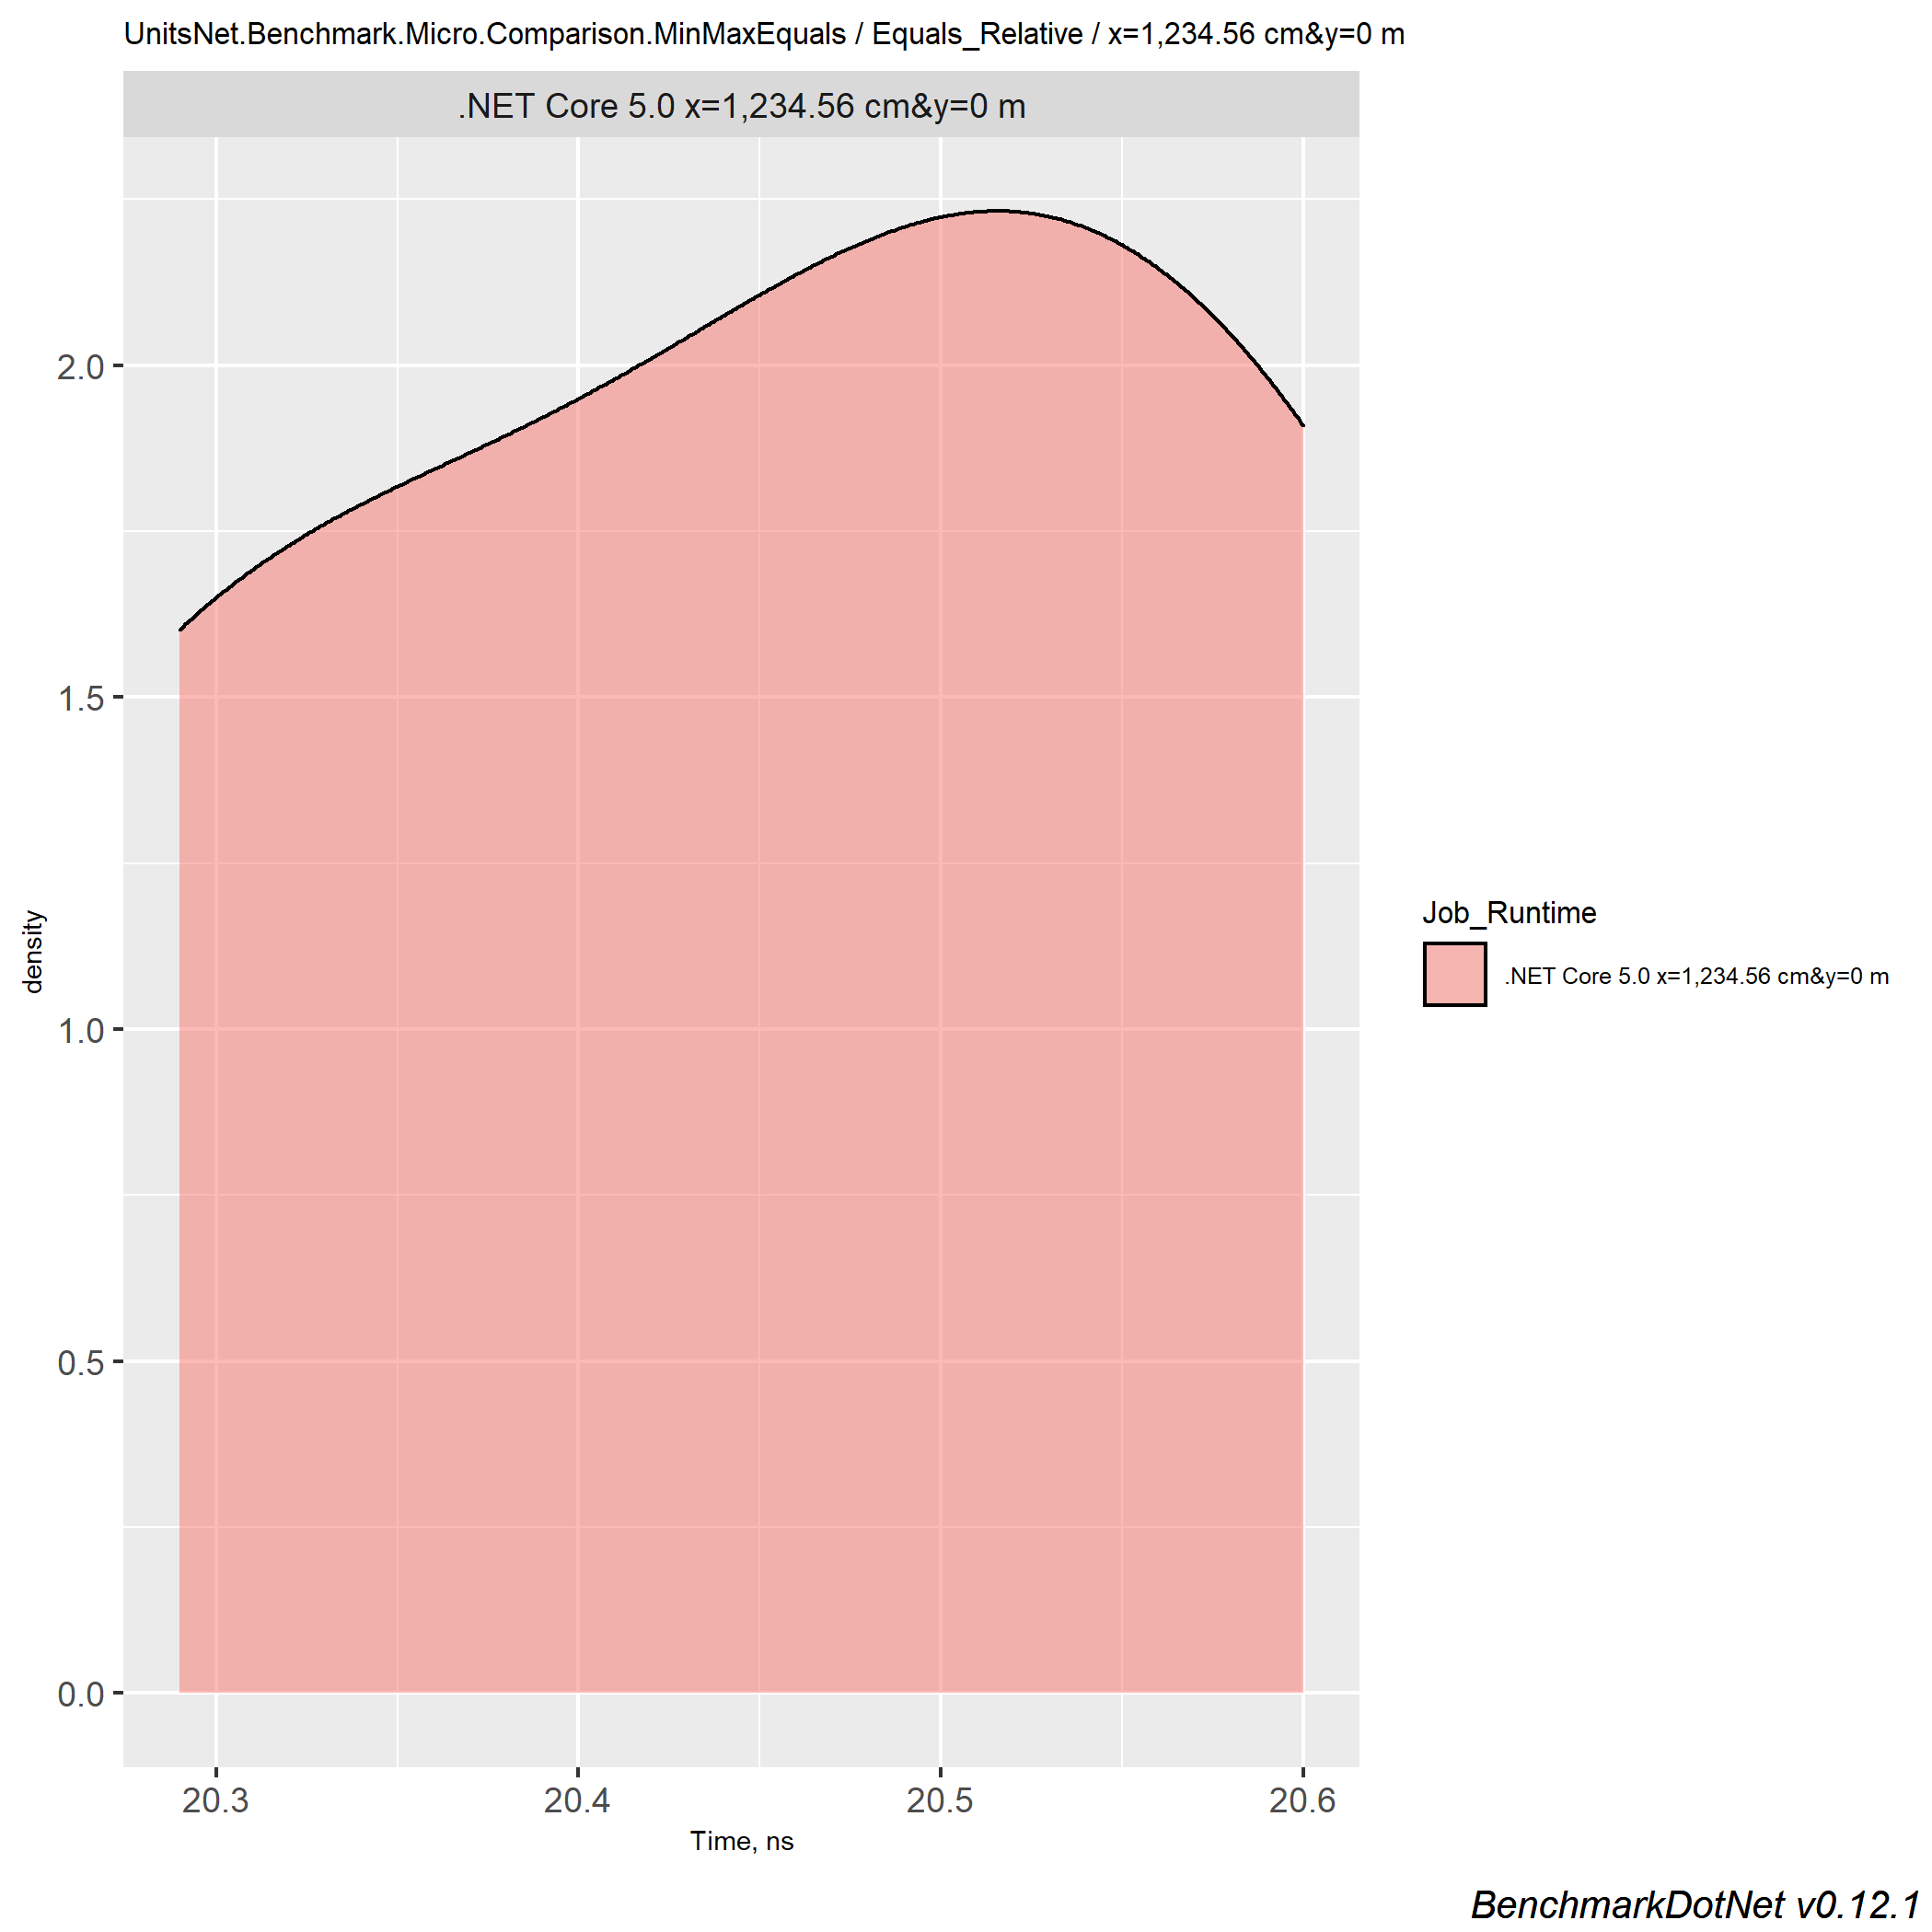 UnitsNet.Benchmark.Micro.Comparison.MinMaxEquals / Equals_Relative / x=1,234.56 cm&y=0 m
.NET Core 5.0 x=1,234.56 cm&y=0 m
2.0
1.5
1.0
0.5
0.0
density
20.3 20.4 20.5 20.6
Time, ns
Job_Runtime
.NET Core 5.0 x=1,234.56 cm&y=0 m
BenchmarkDotNet v0.12.1